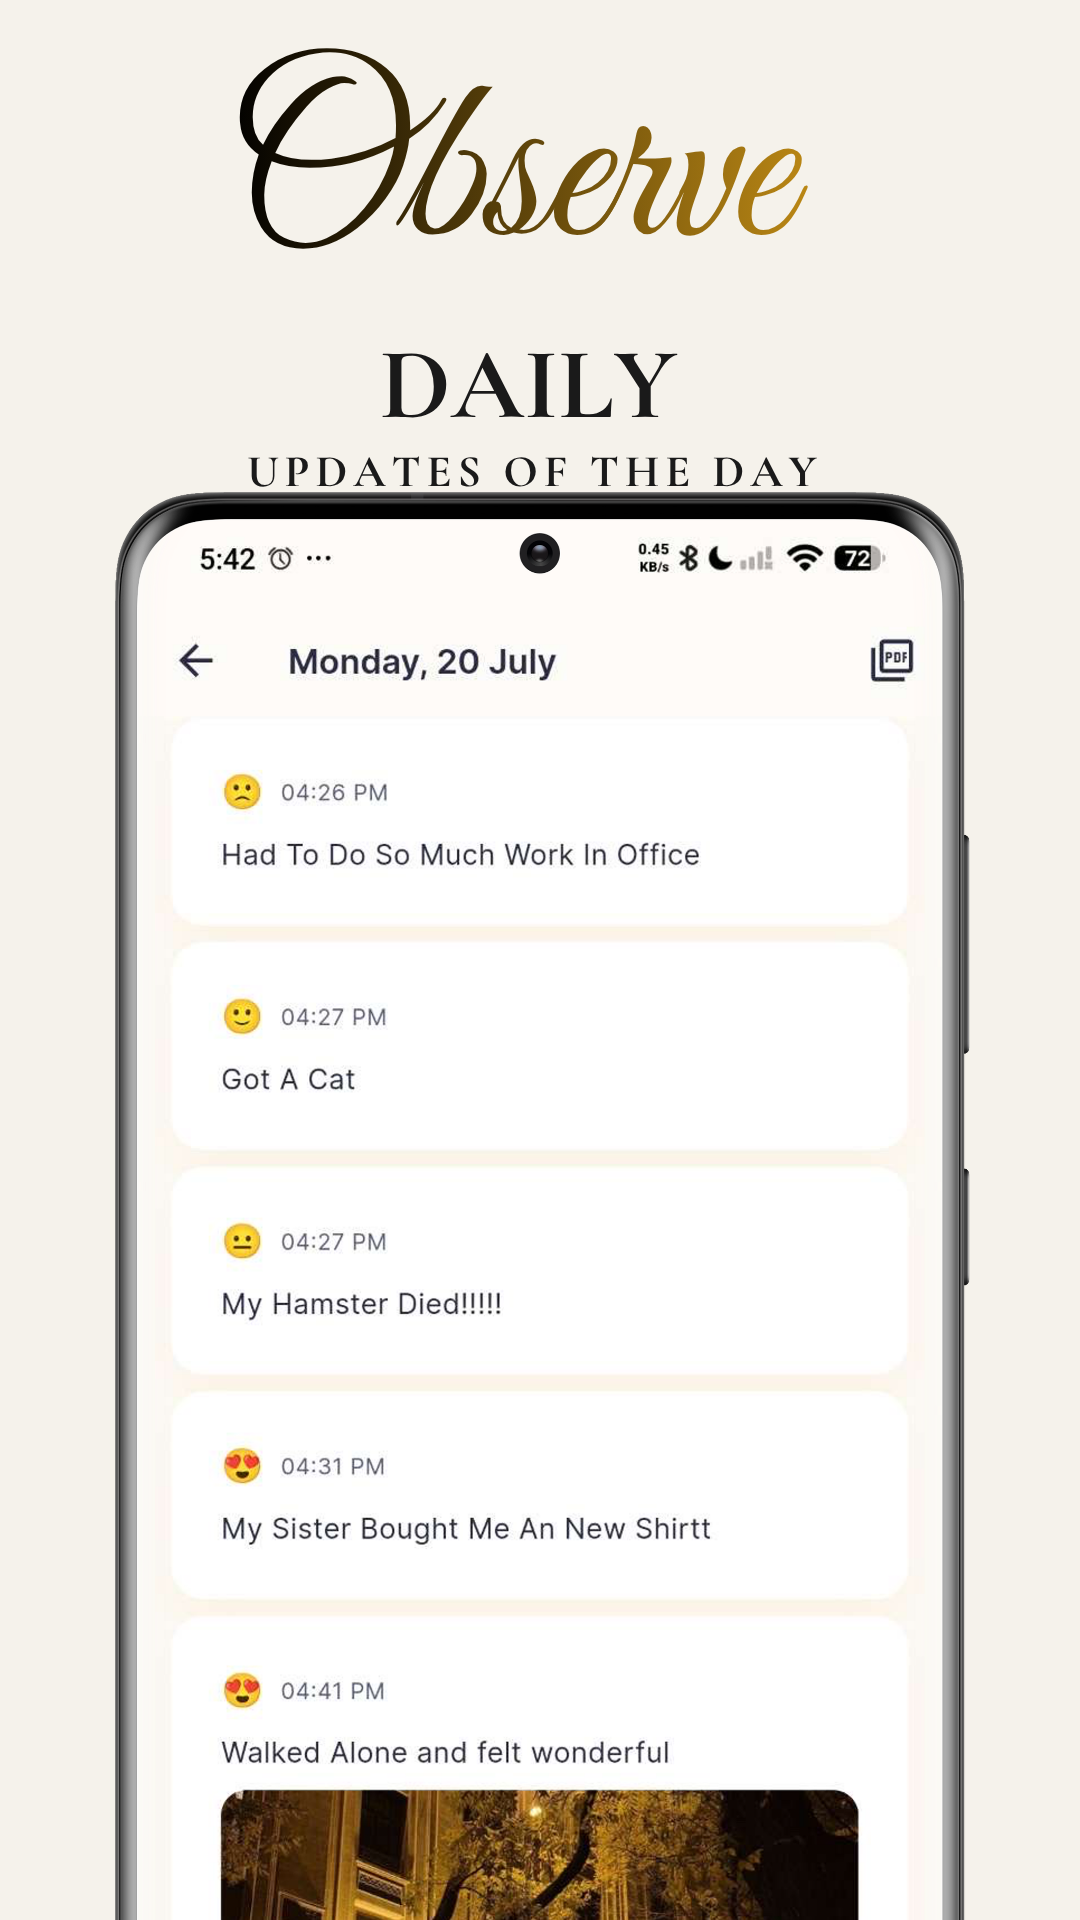 Observe
DAILY
UPDATES OF THE DAY
5:42 ... 0.45 KB/s 72
Monday, 20 July PDF
04:26 PM
Had To Do So Much Work In Office
04:27 PM
Got A Cat
04:27 PM
My Hamster Died!!!!!
04:31 PM
My Sister Bought Me An New Shirtt
04:41 PM
Walked Alone and felt wonderful